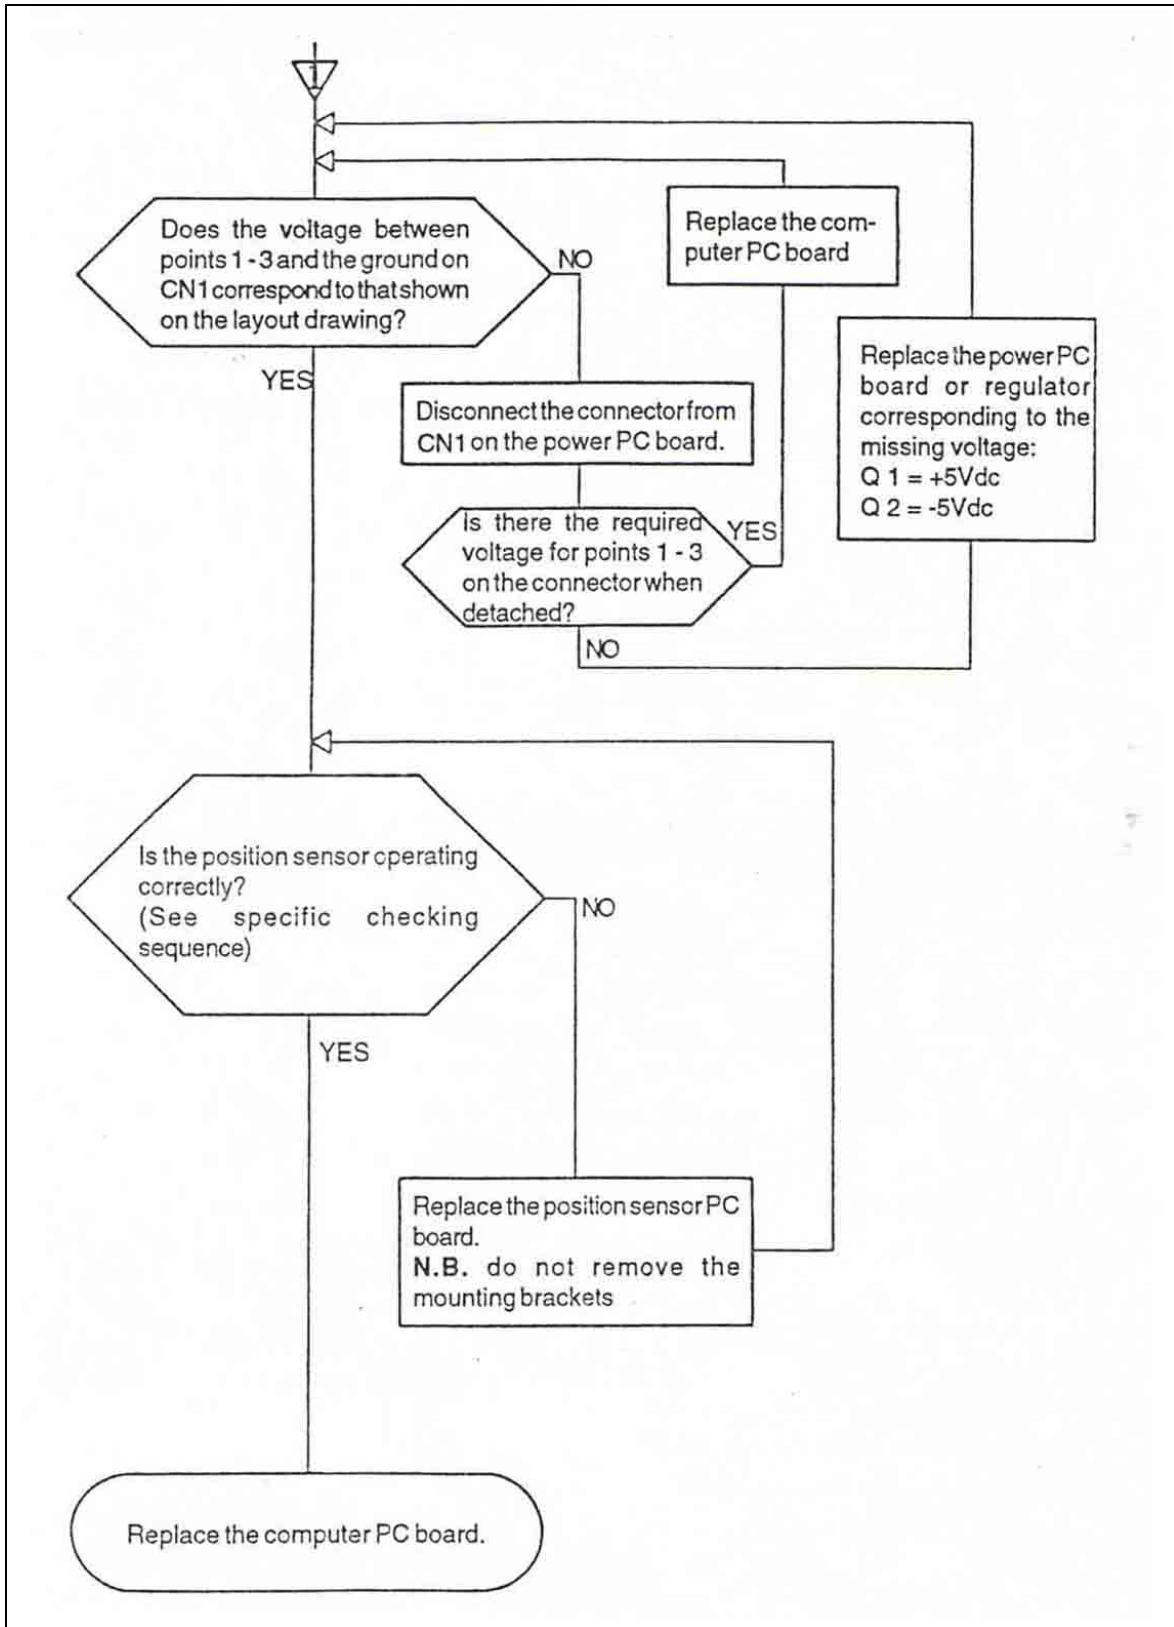 1
Does the voltage between
points 1 - 3 and the ground on
CN1 correspond to that shown
on the layout drawing?
NO
YES
Replace the com-
puter PC board
Disconnect the connector from
CN1 on the power PC board.
Replace the power PC
board or regulator
corresponding to the
missing voltage:
Q 1 = +5Vdc
Q 2 = -5Vdc
Is there the required
voltage for points 1 - 3
on the connector when
detached?
YES
NO
Is the position sensor operating
correctly?
(See specific checking
sequence)
NO
YES
Replace the position sensor PC
board.
N.B. do not remove the
mounting brackets
Replace the computer PC board.